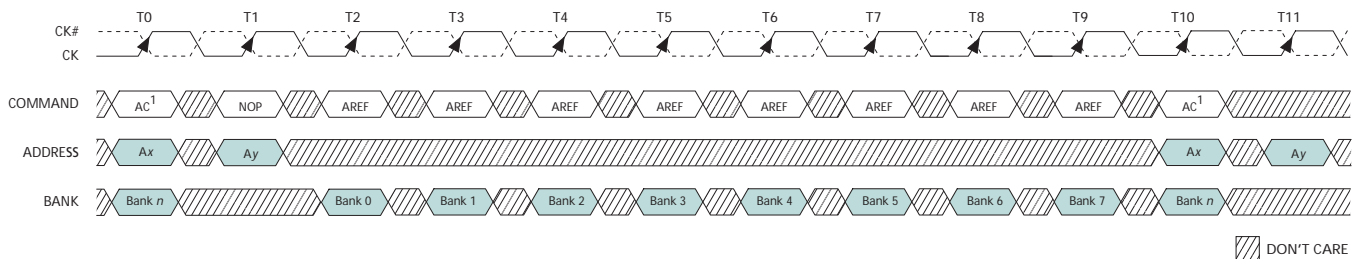 T0 T1 T2 T3 T4 T5 T6 T7 T8 T9 T10 T11
CK#
CK
COMMAND AC¹ NOP AREF AREF AREF AREF AREF AREF AREF AREF AC¹
ADDRESS Ax Ay Ax Ay
BANK Bank n Bank 0 Bank 1 Bank 2 Bank 3 Bank 4 Bank 5 Bank 6 Bank 7 Bank n
DON'T CARE